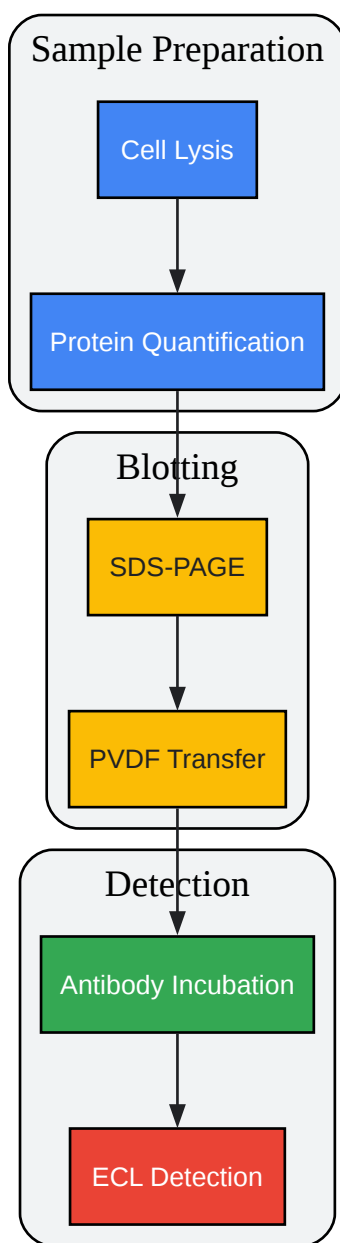 Sample Preparation
Cell Lysis
Protein Quantification
Blotting
SDS-PAGE
PVDF Transfer
Detection
Antibody Incubation
ECL Detection